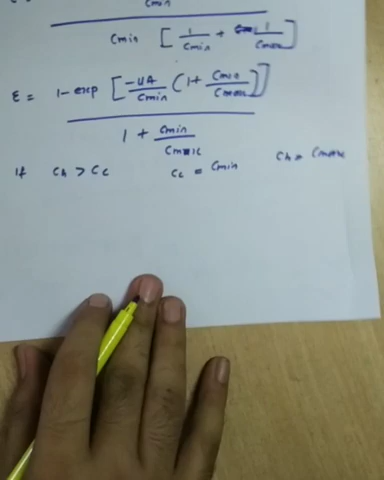 Cmin
Cmin [ 1/Cmin + 1/Cmax ]
ε = 1-exp [ -UA/Cmin ( 1+ Cmin/Cmax ) ]
1 + Cmin/Cmax
If Ch > Cc Cc = Cmin Ch = Cmax